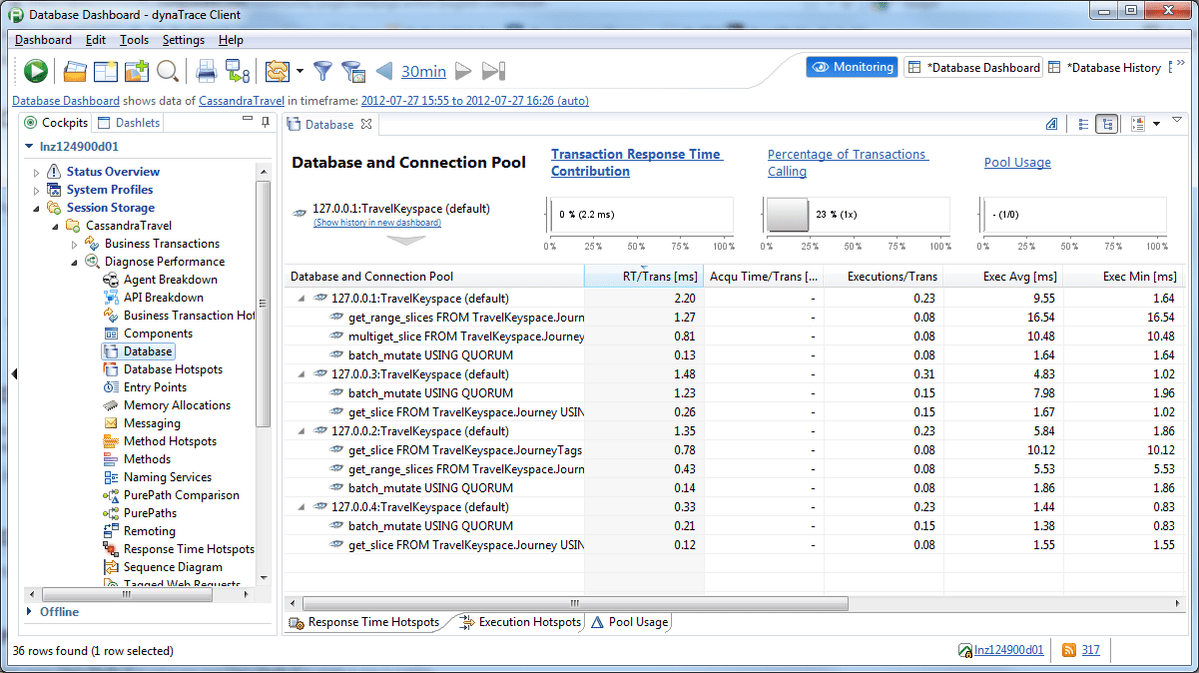 Database Dashboard - dynaTrace Client
Dashboard Edit Tools Settings Help
30min
Monitoring *Database Dashboard *Database History
Database Dashboard shows data of CassandraTravel in timeframe: 2012-07-27 15:55 to 2012-07-27 16:26 (auto)
Cockpits Dashlets
lnz124900d01
Status Overview
System Profiles
Session Storage
CassandraTravel
Business Transactions
Diagnose Performance
Agent Breakdown
API Breakdown
Business Transaction Hot
Components
Database
Database Hotspots
Entry Points
Memory Allocations
Messaging
Method Hotspots
Methods
Naming Services
PurePath Comparison
PurePaths
Remoting
Response Time Hotspots
Sequence Diagram
Tagged Web Requests
Offline
Database
Database and Connection Pool
Transaction Response Time
Contribution
Percentage of Transactions
Calling
Pool Usage
127.0.0.1:TravelKeyspace (default)
(Show history in new dashboard)
0 % (2.2 ms)
0 % 25% 50% 75% 100 %
23 % (1x)
0 % 25% 50% 75% 100 %
- (1/0)
0 % 25% 50% 75% 100 %
Database and Connection Pool RT/Trans [ms] Acqu Time/Trans [... Executions/Trans Exec Avg [ms] Exec Min [ms]
127.0.0.1:TravelKeyspace (default) 2.20 - 0.23 9.55 1.64
get_range_slices FROM TravelKeyspace.Journ 1.27 - 0.08 16.54 16.54
multiget_slice FROM TravelKeyspace.Journey 0.81 - 0.08 10.48 10.48
batch_mutate USING QUORUM 0.13 - 0.08 1.64 1.64
127.0.0.3:TravelKeyspace (default) 1.48 - 0.31 4.83 1.02
batch_mutate USING QUORUM 1.23 - 0.15 7.98 1.96
get_slice FROM TravelKeyspace.Journey USIN 0.26 - 0.15 1.67 1.02
127.0.0.2:TravelKeyspace (default) 1.35 - 0.23 5.84 1.86
get_slice FROM TravelKeyspace.JourneyTags 0.78 - 0.08 10.12 10.12
get_range_slices FROM TravelKeyspace.Journ 0.43 - 0.08 5.53 5.53
batch_mutate USING QUORUM 0.14 - 0.08 1.86 1.86
127.0.0.4:TravelKeyspace (default) 0.33 - 0.23 1.44 0.83
batch_mutate USING QUORUM 0.21 - 0.15 1.38 0.83
get_slice FROM TravelKeyspace.Journey USIN 0.12 - 0.08 1.55 1.55
Response Time Hotspots Execution Hotspots Pool Usage
36 rows found (1 row selected)
lnz124900d01 317